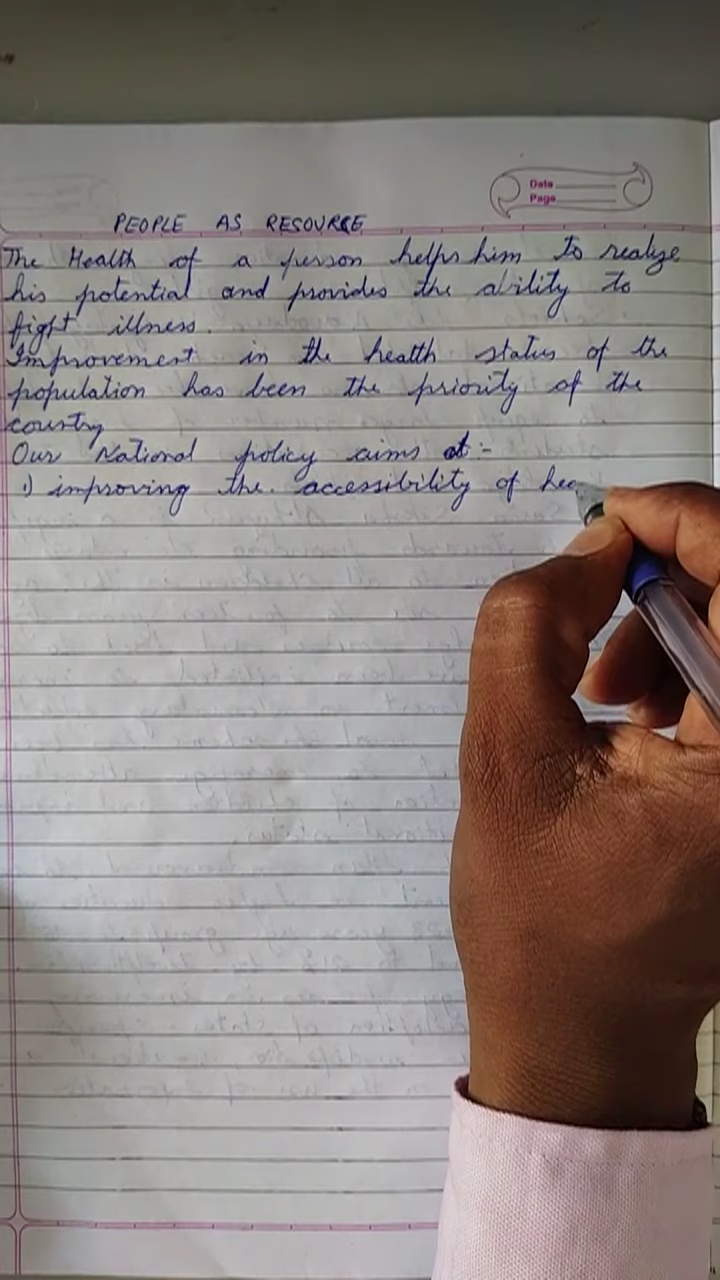 Date
Page
PEOPLE AS RESOURCE
The Health of a person helps him to realize
his potential and provides the ability to
fight illness.
Improvement in the health status of the
population has been the priority of the
country
Our National policy aims at :-
1) improving the. accessibility of hea